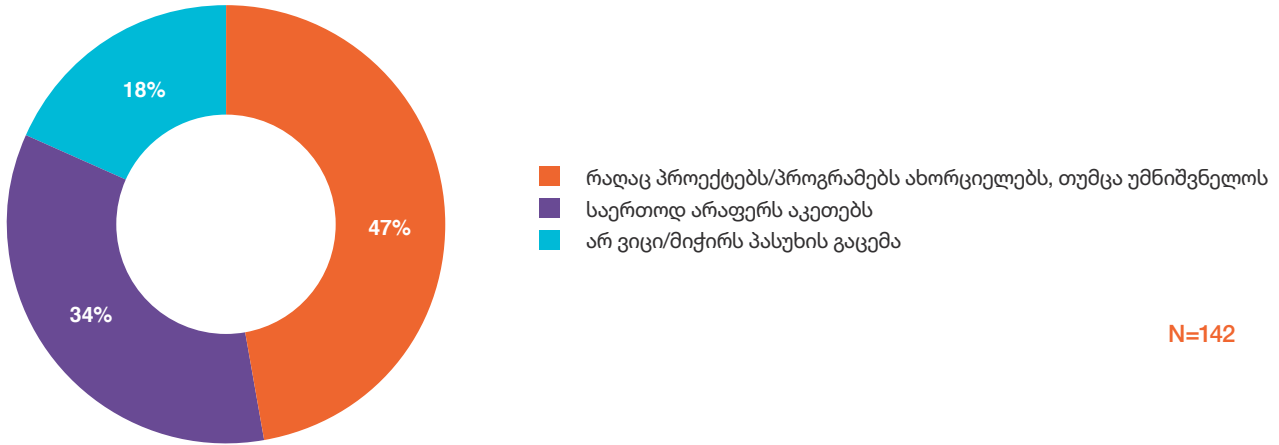 18%
47%
34%
რაღაც პროექტებს/პროგრამებს ახორციელებს, თუმცა უმნიშვნელოს
საერთოდ არაფერს აკეთებს
არ ვიცი/მიჭირს პასუხის გაცემა
N=142